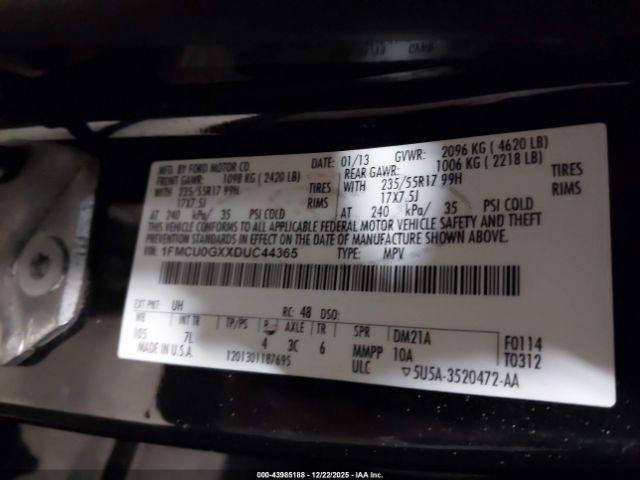 MFD. BY FORD MOTOR CO. DATE: 01/13 GVWR: 2096 KG ( 4620 LB)
FRONT GAWR: 1098 KG ( 2420 LB) REAR GAWR: 1006 KG ( 2218 LB)
WITH 235/55R17 99H TIRES WITH 235/55R17 99H TIRES
17X7.5J RIMS 17X7.5J RIMS
AT 240 kPa/ 35 PSI COLD AT 240 kPa/ 35 PSI COLD
THIS VEHICLE CONFORMS TO ALL APPLICABLE FEDERAL MOTOR VEHICLE SAFETY AND THEFT
PREVENTION STANDARDS IN EFFECT ON THE DATE OF MANUFACTURE SHOWN ABOVE.
VIN: 1FMCU0GXXDUC44365 TYPE: MPV
EXT PNT: UH RC: 48 DSO:
WB INT TR TP/PS R AXLE TR SPR DM21A F0114
105 7L 4 3C 6 MMPP 10A T0312
MADE IN U.S.A. 1201301187695 ULC ▽5U5A-3520472-AA
000-43985188 - 12/22/2025 - IAA Inc.